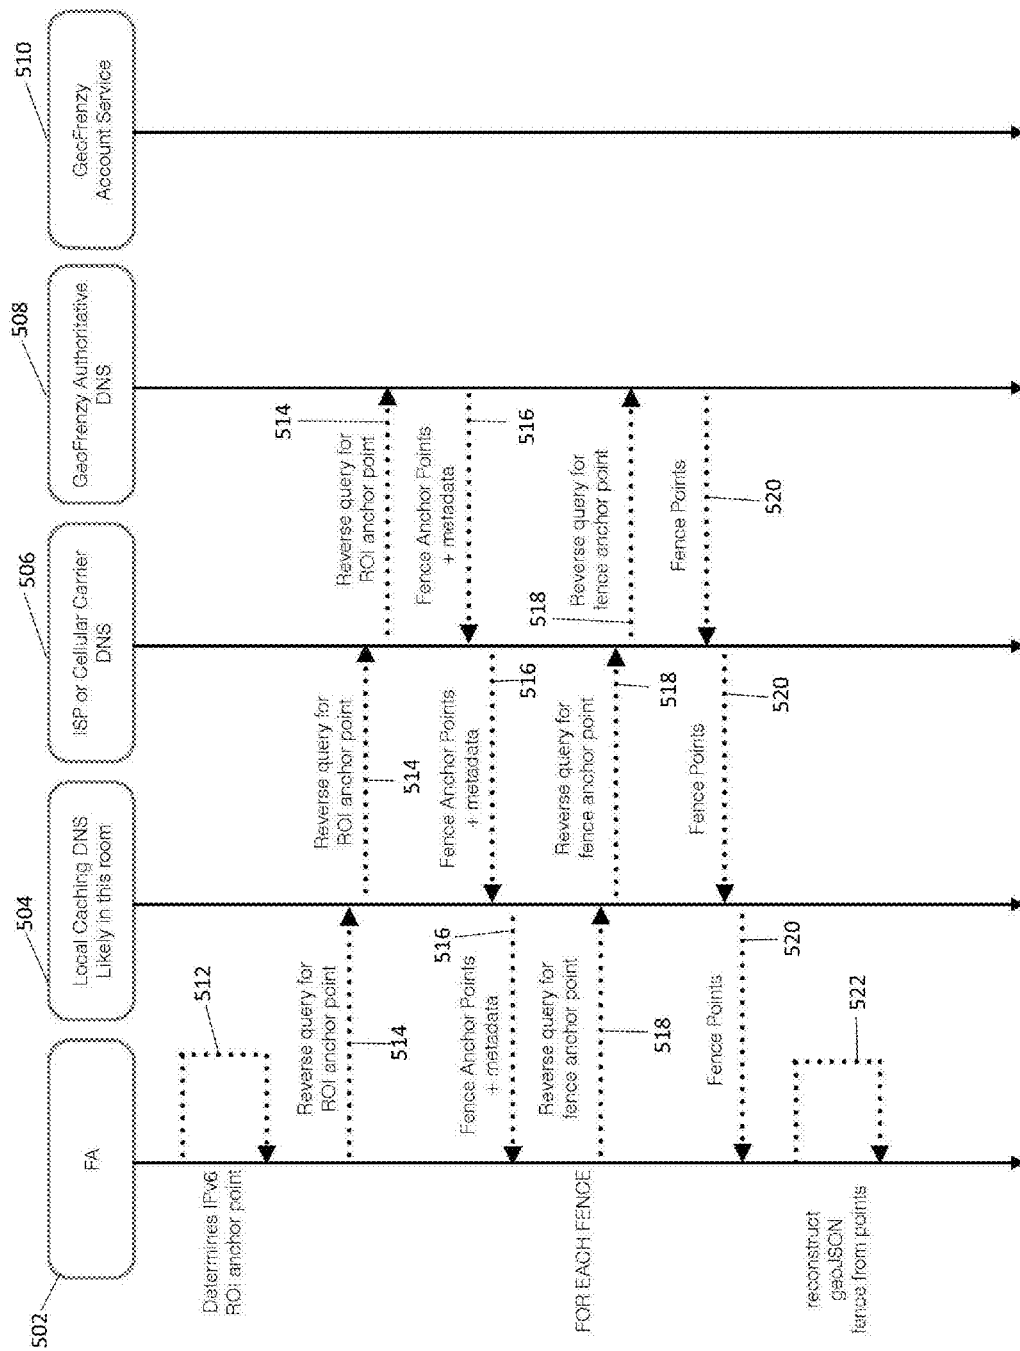 FA
502
Local Caching DNS
Likely in this room
504
ISP or Cellular Carrier
DNS
506
GeoFrenzy Authoritative
DNS
508
GeoFrenzy
Account Service
510
Determines IPv6
ROI anchor point
512
Reverse query for
ROI anchor point
514
Reverse query for
ROI anchor point
514
Reverse query for
ROI anchor point
514
Fence Anchor Points
+ metadata
516
Fence Anchor Points
+ metadata
516
Fence Anchor Points
+ metadata
516
FOR EACH FENCE
Reverse query for
fence anchor point
518
Reverse query for
fence anchor point
518
Reverse query for
fence anchor point
518
Fence Points
520
Fence Points
520
Fence Points
520
reconstruct
geoJSON
fence from points
522